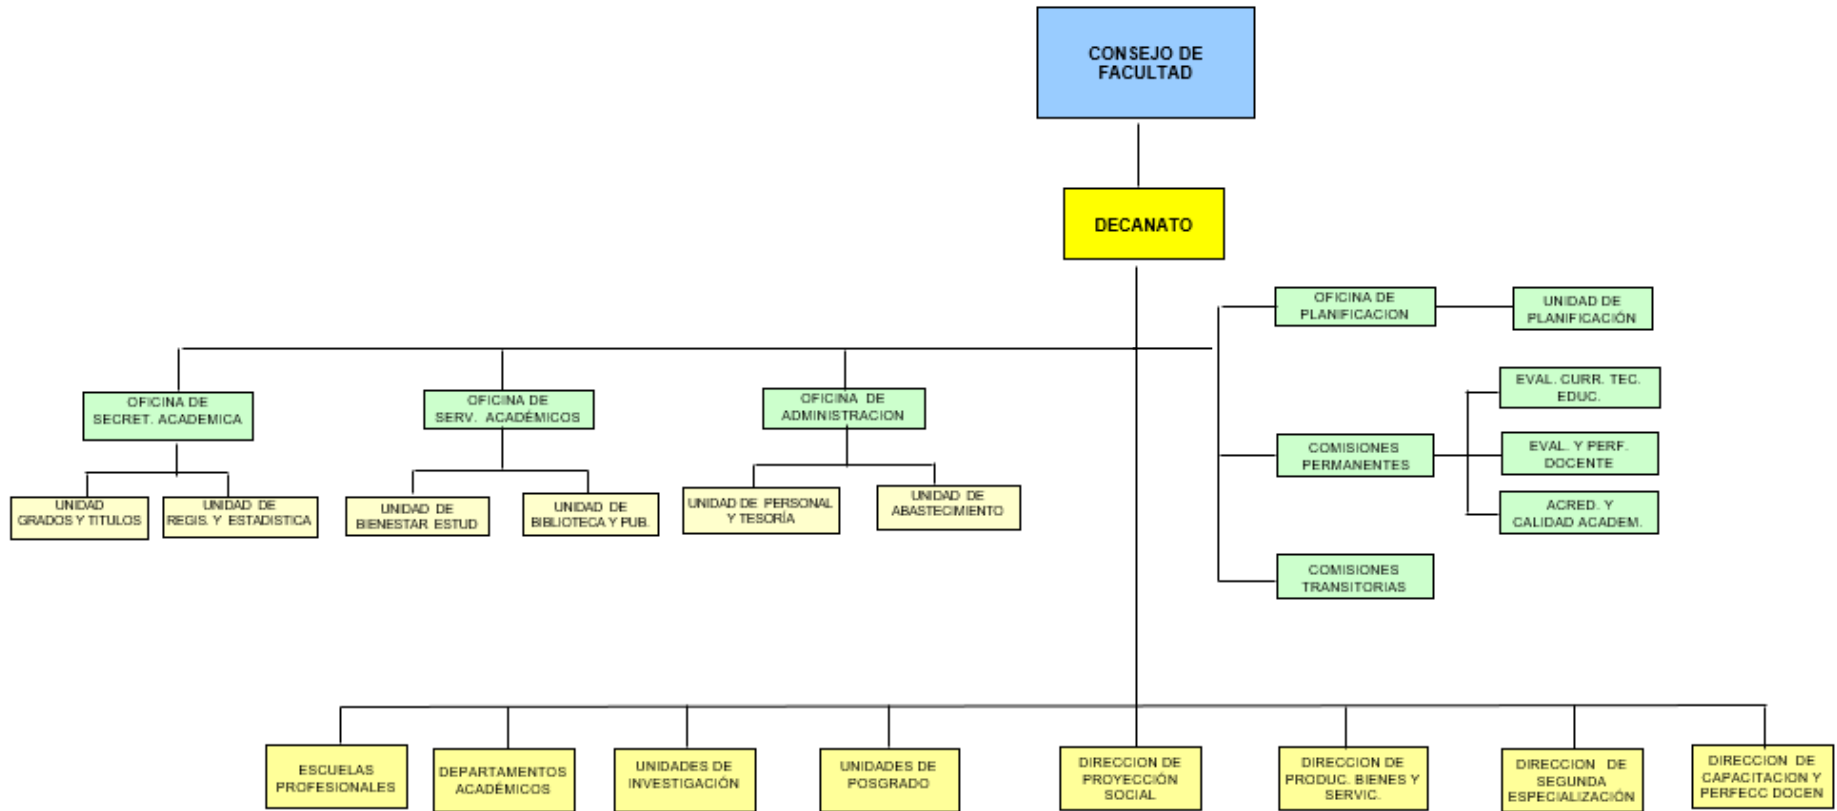 CONSEJO DE
FACULTAD
DECANATO
OFICINA DE
PLANIFICACION
UNIDAD DE
PLANIFICACIÓN
OFICINA DE
SECRET. ACADEMICA
OFICINA DE
SERV. ACADÉMICOS
OFICINA DE
ADMINISTRACION
EVAL. CURR. TEC.
EDUC.
COMISIONES
PERMANENTES
EVAL. Y PERF.
DOCENTE
ACRED. Y
CALIDAD ACADEM.
UNIDAD
GRADOS Y TITULOS
UNIDAD DE
REGIS. Y ESTADISTICA
UNIDAD DE
BIENESTAR ESTUD
UNIDAD DE
BIBLIOTECA Y PUB.
UNIDAD DE PERSONAL
Y TESORÍA
UNIDAD DE
ABASTECIMIENTO
COMISIONES
TRANSITORIAS
ESCUELAS
PROFESIONALES
DEPARTAMENTOS
ACADÉMICOS
UNIDADES DE
INVESTIGACIÓN
UNIDADES DE
POSGRADO
DIRECCION DE
PROYECCIÓN
SOCIAL
DIRECCION DE
PRODUC. BIENES Y
SERVIC.
DIRECCION DE
SEGUNDA
ESPECIALIZACIÓN
DIRECCION DE
CAPACITACION Y
PERFECC DOCEN